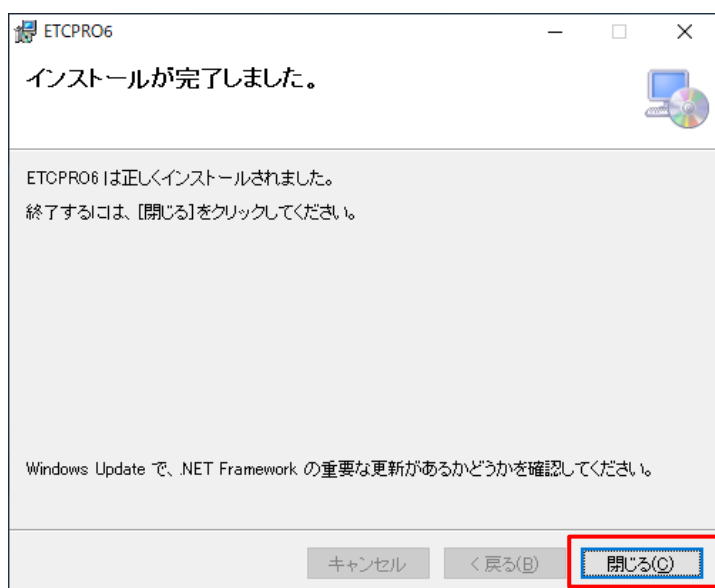 ETCPRO6
インストールが完了しました。
ETCPRO6 は正しくインストールされました。
終了するには、[閉じる]をクリックしてください。
Windows Update で、.NET Framework の重要な更新があるかどうかを確認してください。
キャンセル
< 戻る(B)
閉じる(C)